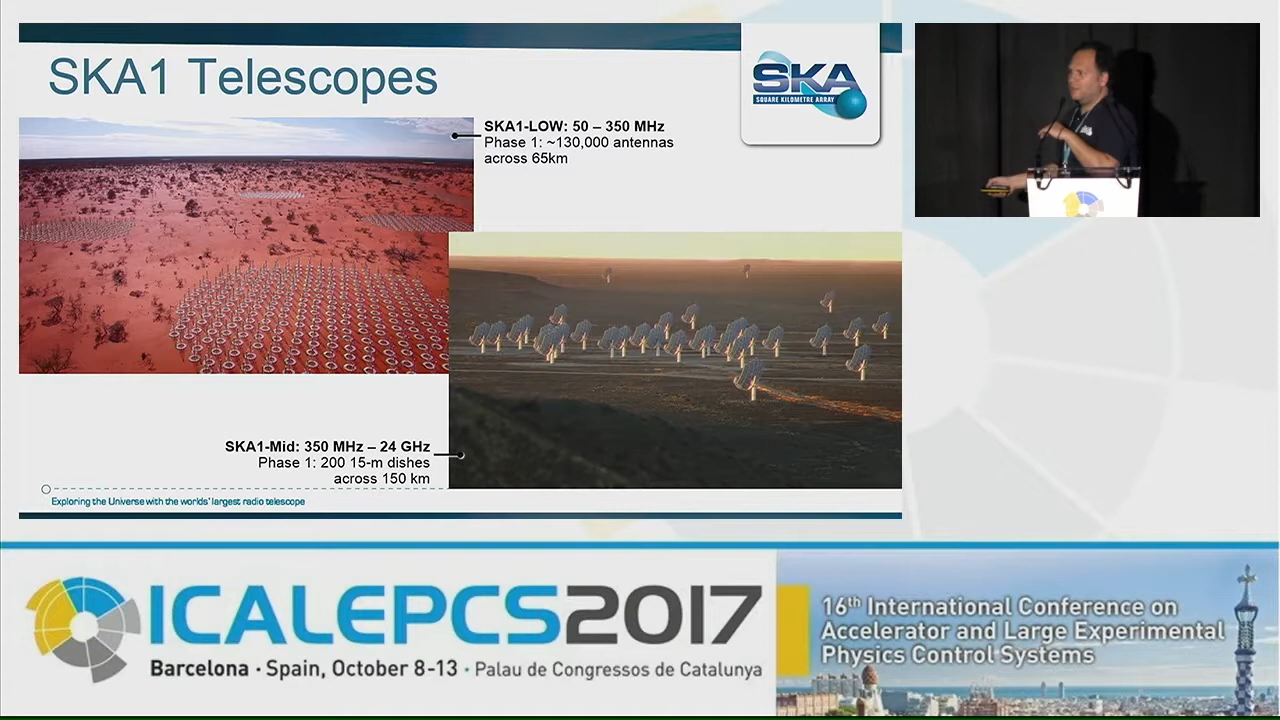 SKA1 Telescopes
SKA
SQUARE KILOMETRE ARRAY
SKA1-LOW: 50 – 350 MHz
Phase 1: ~130,000 antennas
across 65km
SKA1-Mid: 350 MHz – 24 GHz
Phase 1: 200 15-m dishes
across 150 km
Exploring the Universe with the worlds' largest radio telescope
ICALEPCS2017
Barcelona · Spain, October 8-13 · Palau de Congressos de Catalunya
16th International Conference on
Accelerator and Large Experimental
Physics Control Systems